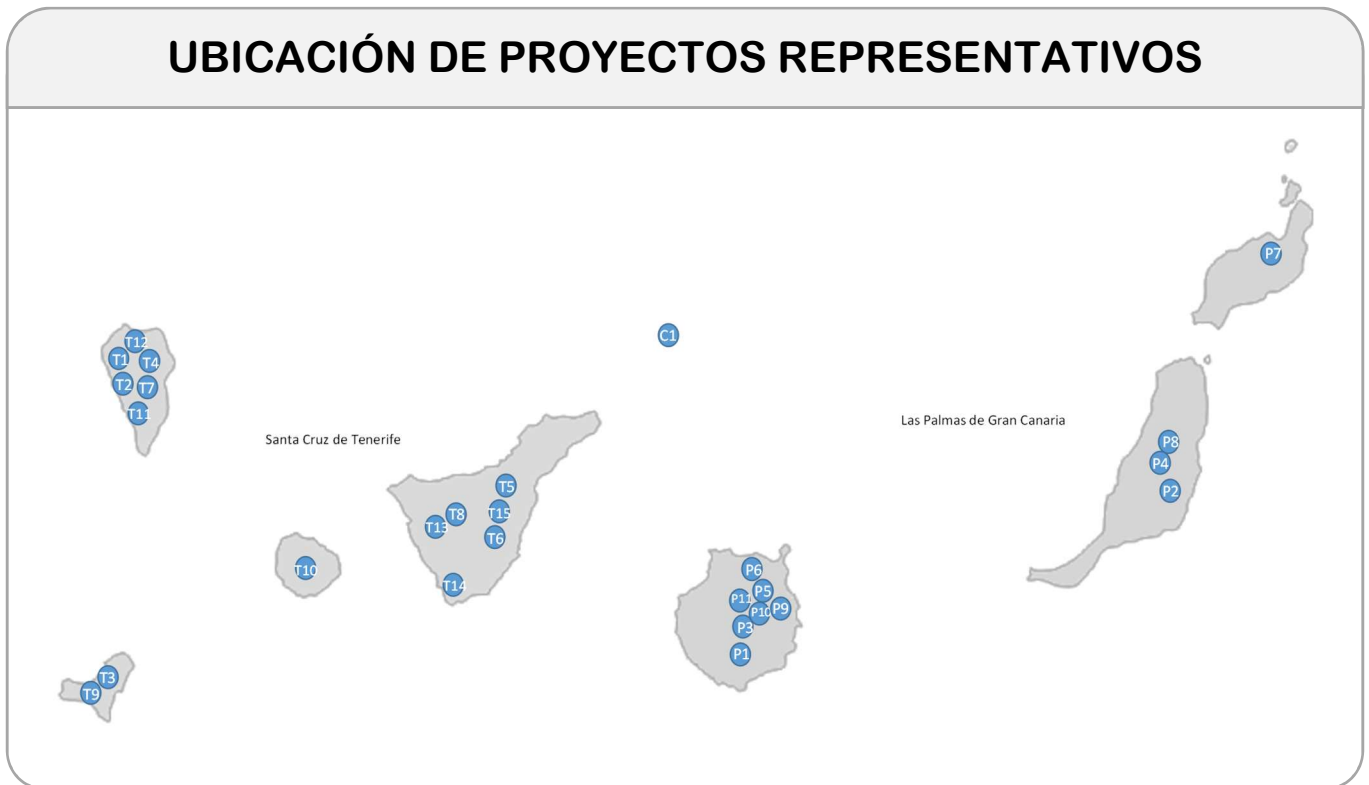 UBICACIÓN DE PROYECTOS REPRESENTATIVOS
P7
C1
T12
T1
T4
T2
T7
T11
Santa Cruz de Tenerife
Las Palmas de Gran Canaria
P8
P4
P2
T5
T15
T8
T13
T6
T10
T14
P6
P5
P11
P9
P10
P3
P1
T3
T9